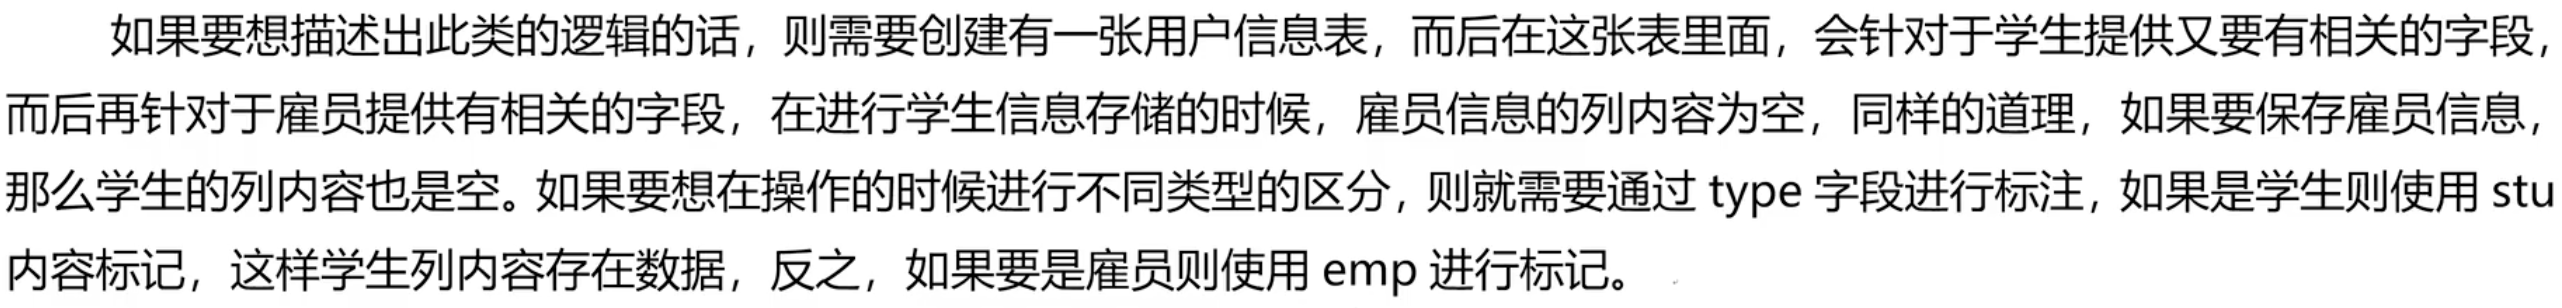 如果要想描述出此类的逻辑的话，则需要创建有一张用户信息表，而后在这张表里面，会针对于学生提供又要有相关的字段，
而后再针对于雇员提供有相关的字段，在进行学生信息存储的时候，雇员信息的列内容为空，同样的道理，如果要保存雇员信息，
那么学生的列内容也是空。如果要想在操作的时候进行不同类型的区分，则就需要通过 type 字段进行标注，如果是学生则使用 stu
内容标记，这样学生列内容存在数据，反之，如果要是雇员则使用 emp 进行标记。